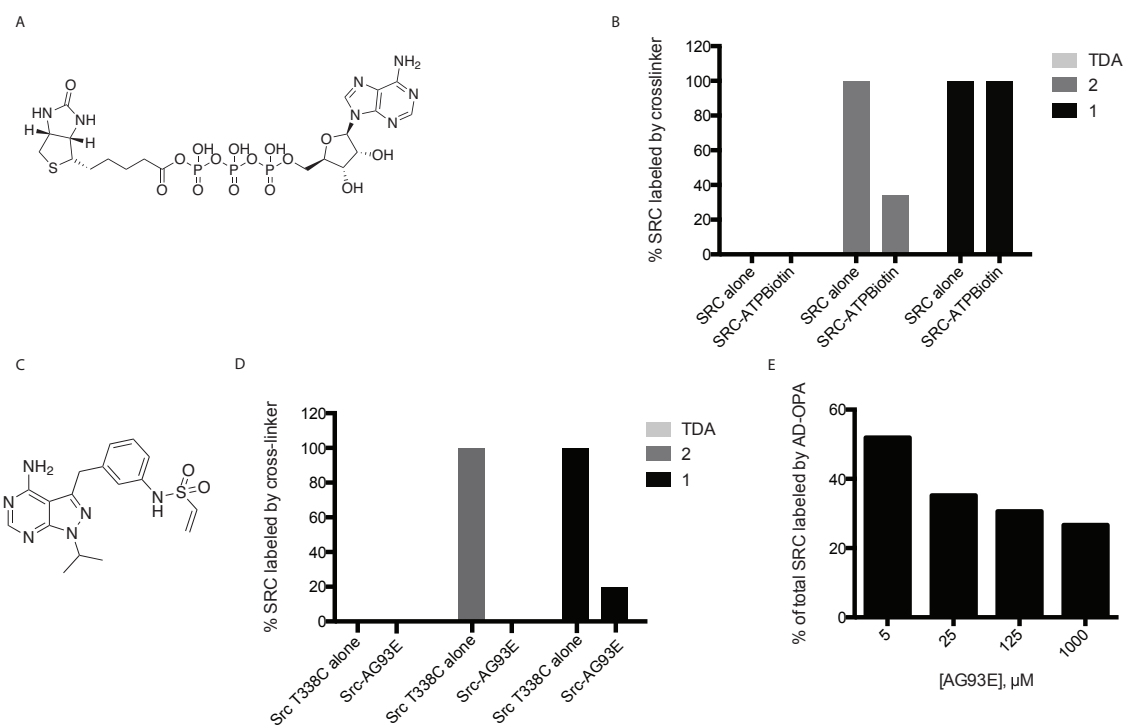 A
B
O
HN
NH
H
H
S
O
O
OH
OH
OH
P
O
P
O
P
O
O
O
O
O
NH2
N
N
N
N
OH
OH
% SRC labeled by crosslinker
120
100
80
60
40
20
0
SRC alone
SRC-ATPBiotin
SRC alone
SRC-ATPBiotin
SRC alone
SRC-ATPBiotin
TDA
2
1
C
NH2
N
N
N
N
N
H
S
O
O
D
% SRC labeled by cross-linker
120
100
80
60
40
20
0
Src T338C alone
Src-AG93E
Src T338C alone
Src-AG93E
Src T338C alone
Src-AG93E
TDA
2
1
E
% of total SRC labeled by AD-OPA
60
40
20
0
5
25
125
1000
[AG93E], μM